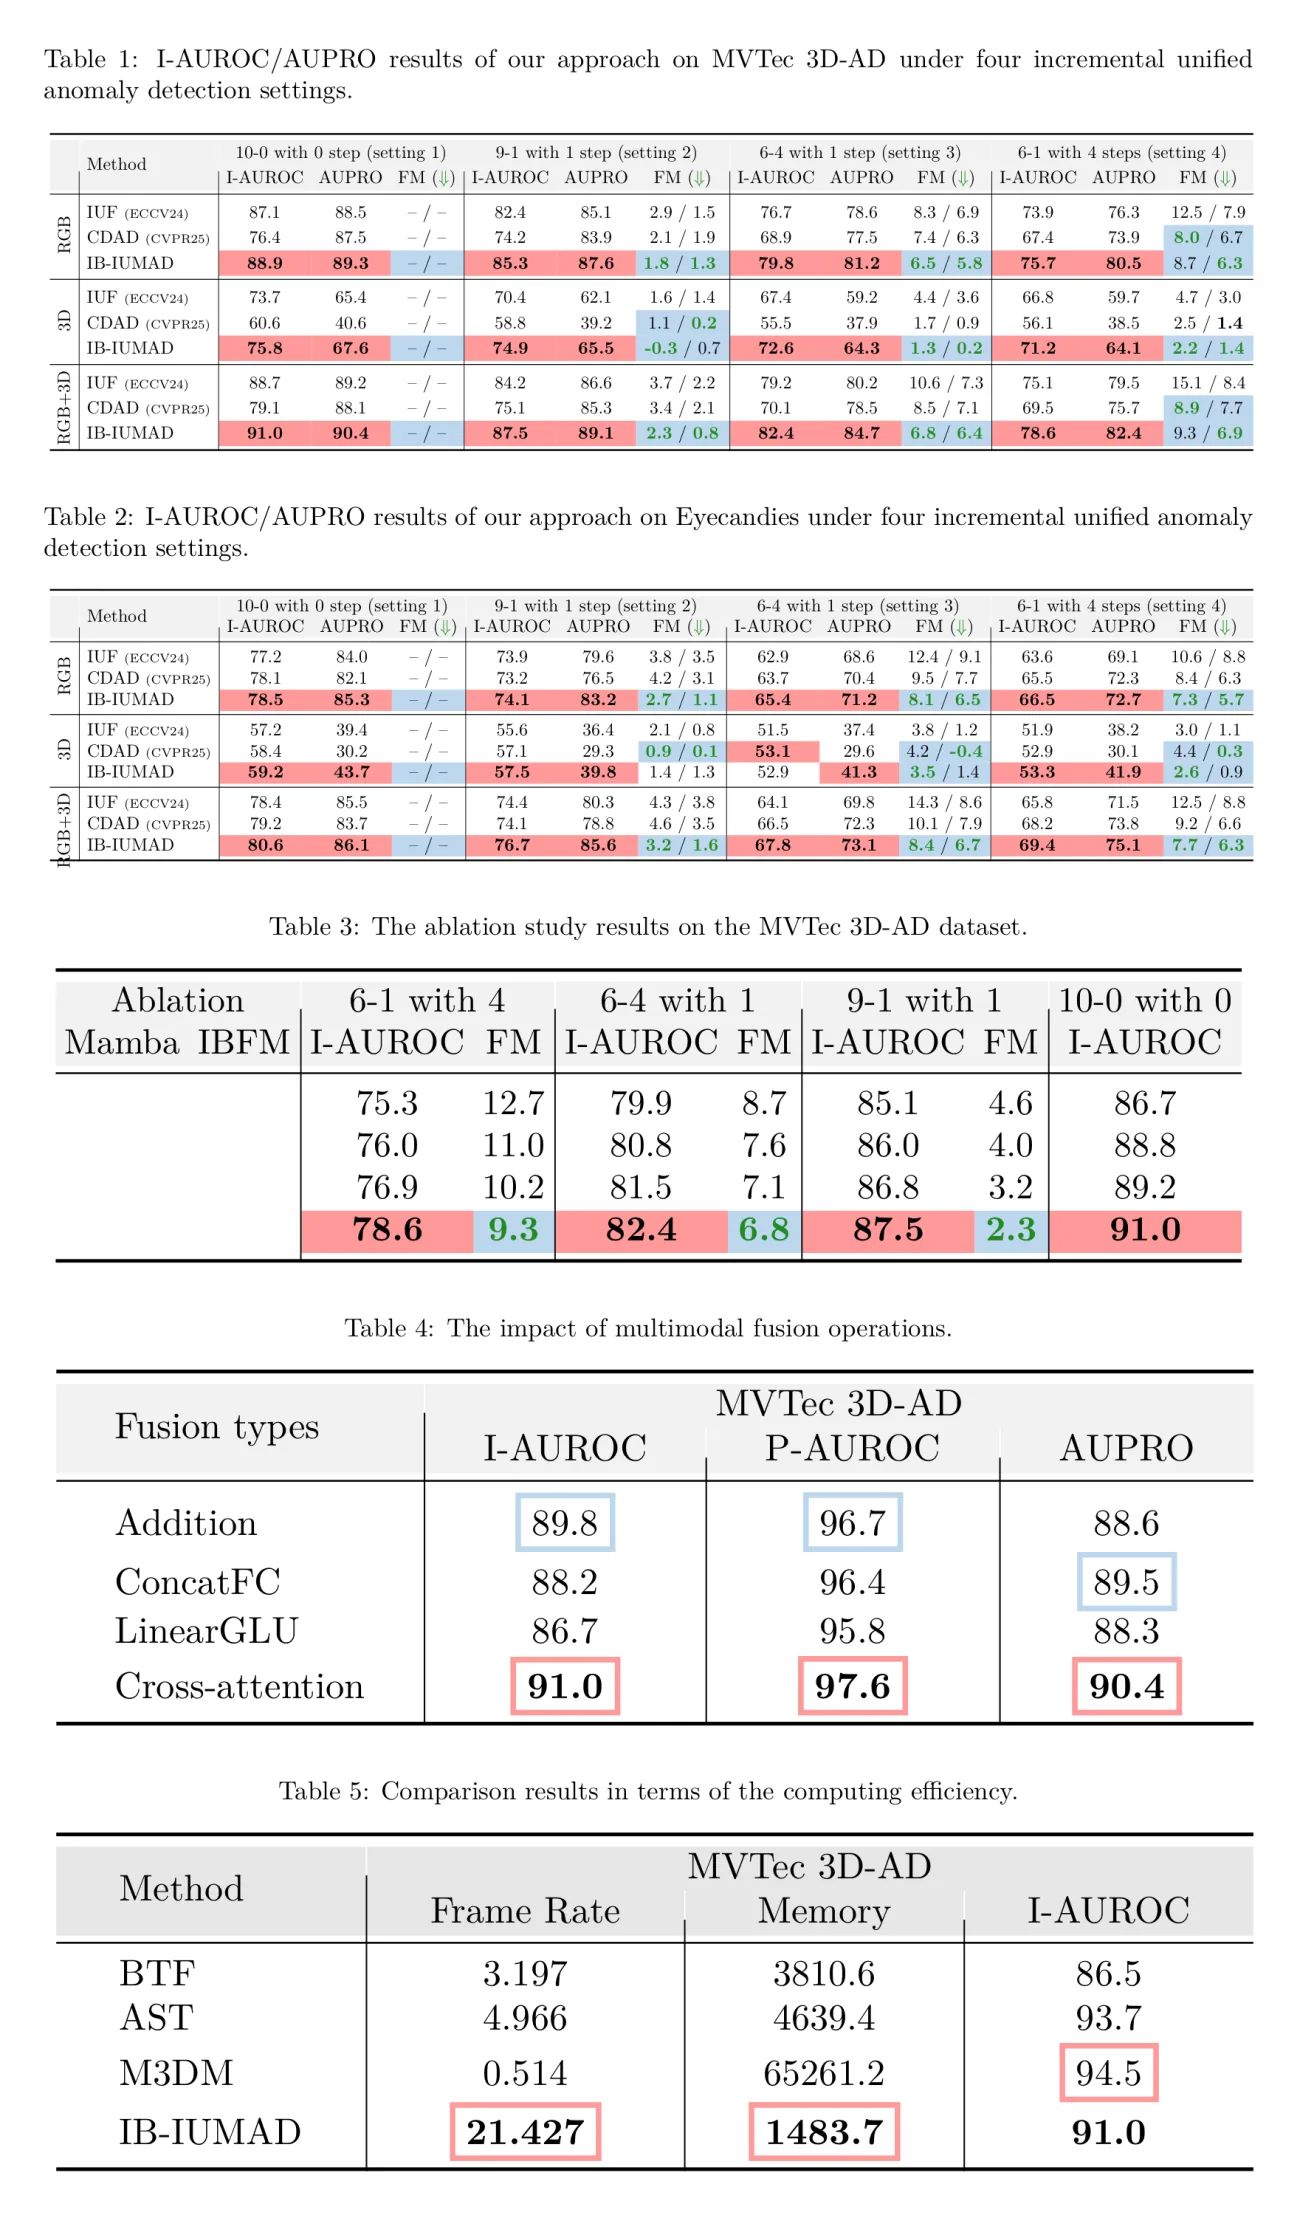 Table 1: I-AUROC/AUPRO results of our approach on MVTec 3D-AD under four incremental unified
anomaly detection settings.
Method 10-0 with 0 step (setting 1) 9-1 with 1 step (setting 2) 6-4 with 1 step (setting 3) 6-1 with 4 steps (setting 4)
I-AUROC AUPRO FM (⇓) I-AUROC AUPRO FM (⇓) I-AUROC AUPRO FM (⇓) I-AUROC AUPRO FM (⇓)
RGB
IUF (ECCV24) 87.1 88.5 – / – 82.4 85.1 2.9 / 1.5 76.7 78.6 8.3 / 6.9 73.9 76.3 12.5 / 7.9
CDAD (CVPR25) 76.4 87.5 – / – 74.2 83.9 2.1 / 1.9 68.9 77.5 7.4 / 6.3 67.4 73.9 8.0 / 6.7
IB-IUMAD 88.9 89.3 – / – 85.3 87.6 1.8 / 1.3 79.8 81.2 6.5 / 5.8 75.7 80.5 8.7 / 6.3
3D
IUF (ECCV24) 73.7 65.4 – / – 70.4 62.1 1.6 / 1.4 67.4 59.2 4.4 / 3.6 66.8 59.7 4.7 / 3.0
CDAD (CVPR25) 60.6 40.6 – / – 58.8 39.2 1.1 / 0.2 55.5 37.9 1.7 / 0.9 56.1 38.5 2.5 / 1.4
IB-IUMAD 75.8 67.6 – / – 74.9 65.5 -0.3 / 0.7 72.6 64.3 1.3 / 0.2 71.2 64.1 2.2 / 1.4
RGB+3D
IUF (ECCV24) 88.7 89.2 – / – 84.2 86.6 3.7 / 2.2 79.2 80.2 10.6 / 7.3 75.1 79.5 15.1 / 8.4
CDAD (CVPR25) 79.1 88.1 – / – 75.1 85.3 3.4 / 2.1 70.1 78.5 8.5 / 7.1 69.5 75.7 8.9 / 7.7
IB-IUMAD 91.0 90.4 – / – 87.5 89.1 2.3 / 0.8 82.4 84.7 6.8 / 6.4 78.6 82.4 9.3 / 6.9
Table 2: I-AUROC/AUPRO results of our approach on Eyecandies under four incremental unified anomaly
detection settings.
Method 10-0 with 0 step (setting 1) 9-1 with 1 step (setting 2) 6-4 with 1 step (setting 3) 6-1 with 4 steps (setting 4)
I-AUROC AUPRO FM (⇓) I-AUROC AUPRO FM (⇓) I-AUROC AUPRO FM (⇓) I-AUROC AUPRO FM (⇓)
RGB
IUF (ECCV24) 77.2 84.0 – / – 73.9 79.6 3.8 / 3.5 62.9 68.6 12.4 / 9.1 63.6 69.1 10.6 / 8.8
CDAD (CVPR25) 78.1 82.1 – / – 73.2 76.5 4.2 / 3.1 63.7 70.4 9.5 / 7.7 65.5 72.3 8.4 / 6.3
IB-IUMAD 78.5 85.3 – / – 74.1 83.2 2.7 / 1.1 65.4 71.2 8.1 / 6.5 66.5 72.7 7.3 / 5.7
3D
IUF (ECCV24) 57.2 39.4 – / – 55.6 36.4 2.1 / 0.8 51.5 37.4 3.8 / 1.2 51.9 38.2 3.0 / 1.1
CDAD (CVPR25) 58.4 30.2 – / – 57.1 29.3 0.9 / 0.1 53.1 29.6 4.2 / -0.4 52.9 30.1 4.4 / 0.3
IB-IUMAD 59.2 43.7 – / – 57.5 39.8 1.4 / 1.3 52.9 41.3 3.5 / 1.4 53.3 41.9 2.6 / 0.9
RGB+3D
IUF (ECCV24) 78.4 85.5 – / – 74.4 80.3 4.3 / 3.8 64.1 69.8 14.3 / 8.6 65.8 71.5 12.5 / 8.8
CDAD (CVPR25) 79.2 83.7 – / – 74.1 78.8 4.6 / 3.5 66.5 72.3 10.1 / 7.9 68.2 73.8 9.2 / 6.6
IB-IUMAD 80.6 86.1 – / – 76.7 85.6 3.2 / 1.6 67.8 73.1 8.4 / 6.7 69.4 75.1 7.7 / 6.3
Table 3: The ablation study results on the MVTec 3D-AD dataset.
Ablation 6-1 with 4 6-4 with 1 9-1 with 1 10-0 with 0
Mamba IBFM I-AUROC FM I-AUROC FM I-AUROC FM I-AUROC
75.3 12.7 79.9 8.7 85.1 4.6 86.7
76.0 11.0 80.8 7.6 86.0 4.0 88.8
76.9 10.2 81.5 7.1 86.8 3.2 89.2
78.6 9.3 82.4 6.8 87.5 2.3 91.0
Table 4: The impact of multimodal fusion operations.
Fusion types MVTec 3D-AD
I-AUROC P-AUROC AUPRO
Addition 89.8 96.7 88.6
ConcatFC 88.2 96.4 89.5
LinearGLU 86.7 95.8 88.3
Cross-attention 91.0 97.6 90.4
Table 5: Comparison results in terms of the computing efficiency.
Method MVTec 3D-AD
Frame Rate Memory I-AUROC
BTF 3.197 3810.6 86.5
AST 4.966 4639.4 93.7
M3DM 0.514 65261.2 94.5
IB-IUMAD 21.427 1483.7 91.0